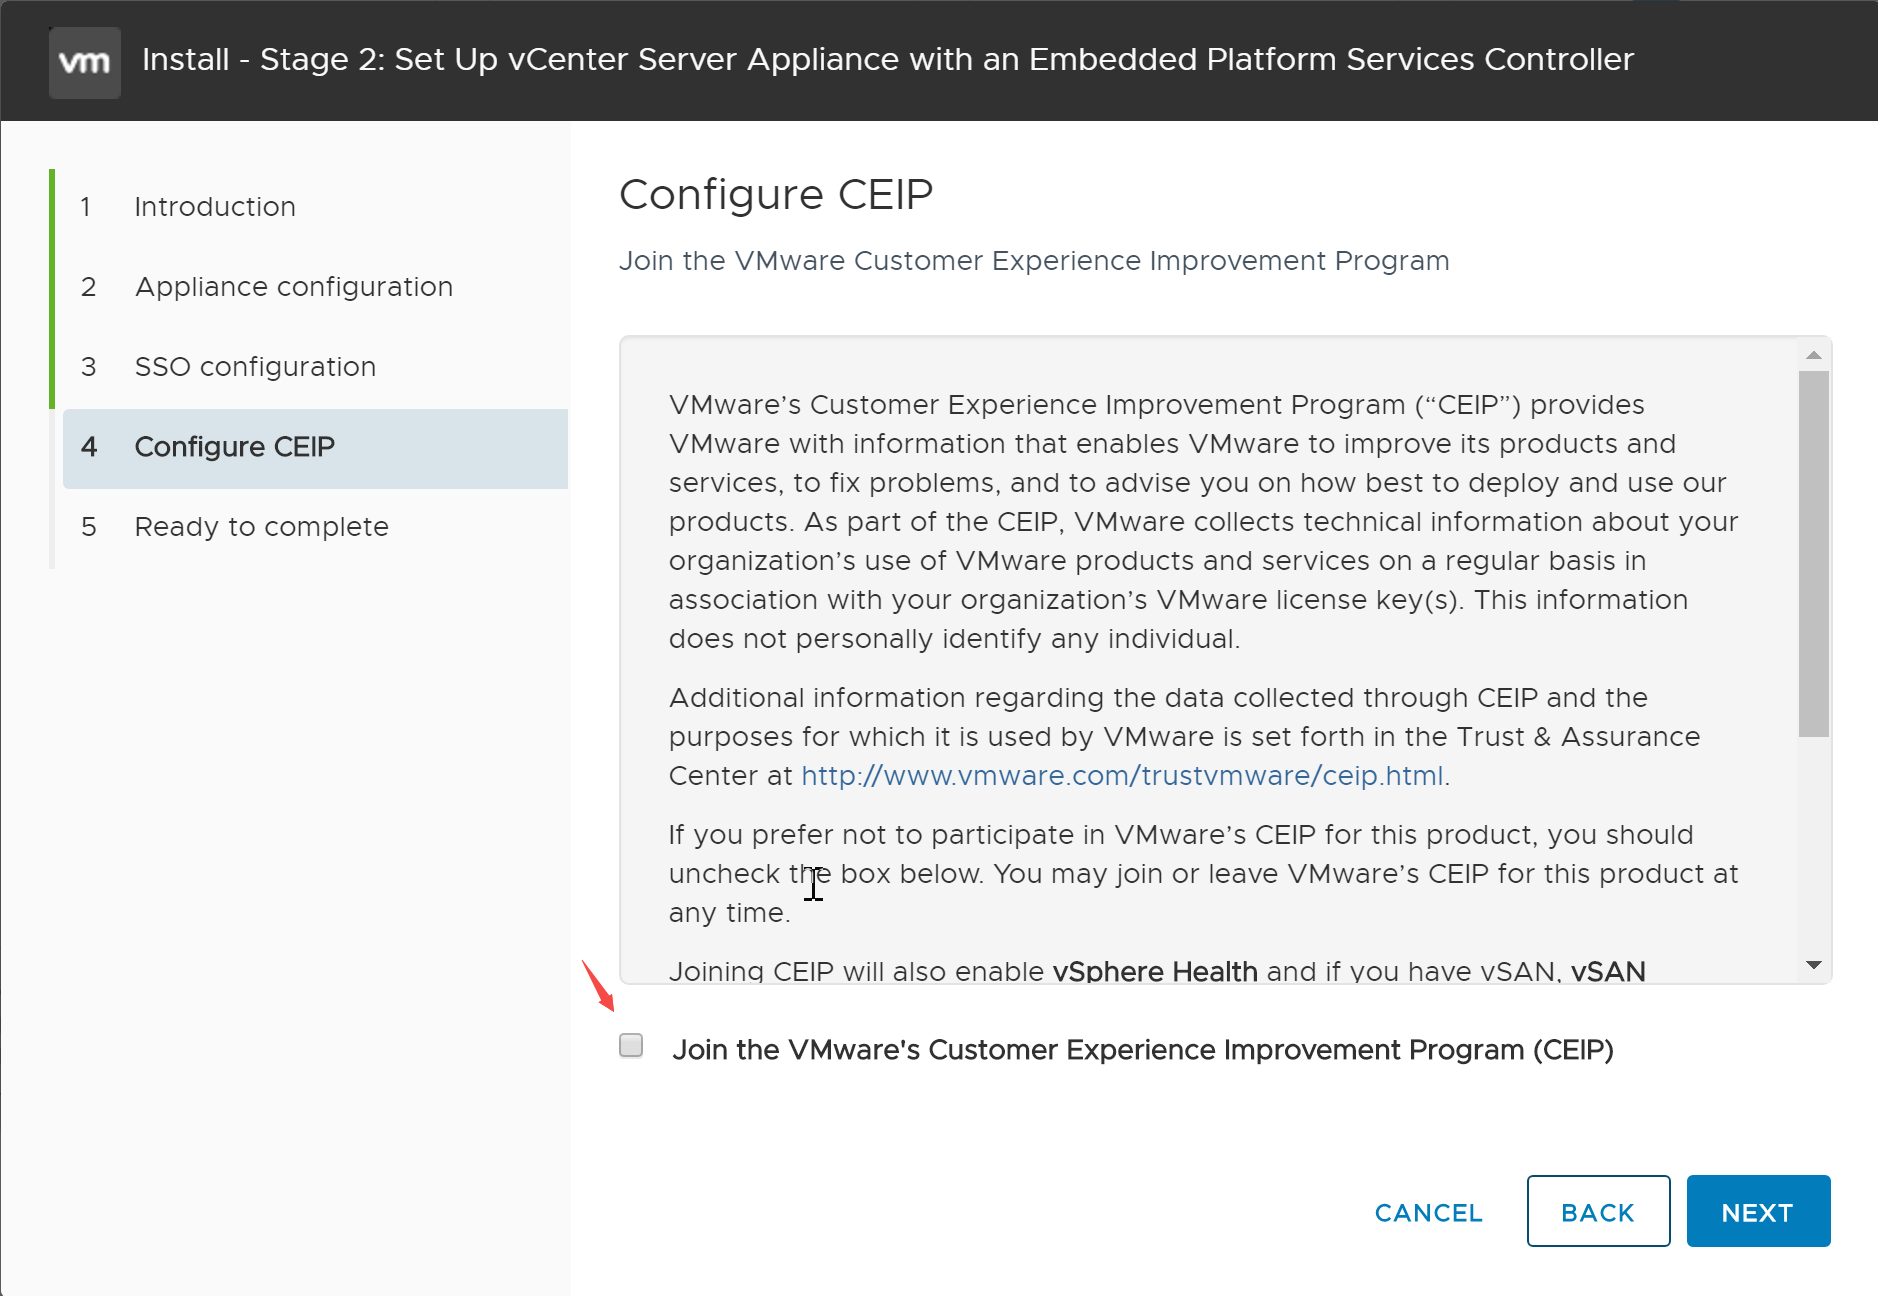 vm Install - Stage 2: Set Up vCenter Server Appliance with an Embedded Platform Services Controller
1 Introduction
2 Appliance configuration
3 SSO configuration
4 Configure CEIP
5 Ready to complete
Configure CEIP
Join the VMware Customer Experience Improvement Program
VMware’s Customer Experience Improvement Program (“CEIP”) provides
VMware with information that enables VMware to improve its products and
services, to fix problems, and to advise you on how best to deploy and use our
products. As part of the CEIP, VMware collects technical information about your
organization’s use of VMware products and services on a regular basis in
association with your organization’s VMware license key(s). This information
does not personally identify any individual.
Additional information regarding the data collected through CEIP and the
purposes for which it is used by VMware is set forth in the Trust & Assurance
Center at http://www.vmware.com/trustvmware/ceip.html.
If you prefer not to participate in VMware’s CEIP for this product, you should
uncheck the box below. You may join or leave VMware’s CEIP for this product at
any time.
Joining CEIP will also enable vSphere Health and if you have vSAN, vSAN
Join the VMware's Customer Experience Improvement Program (CEIP)
CANCEL BACK NEXT